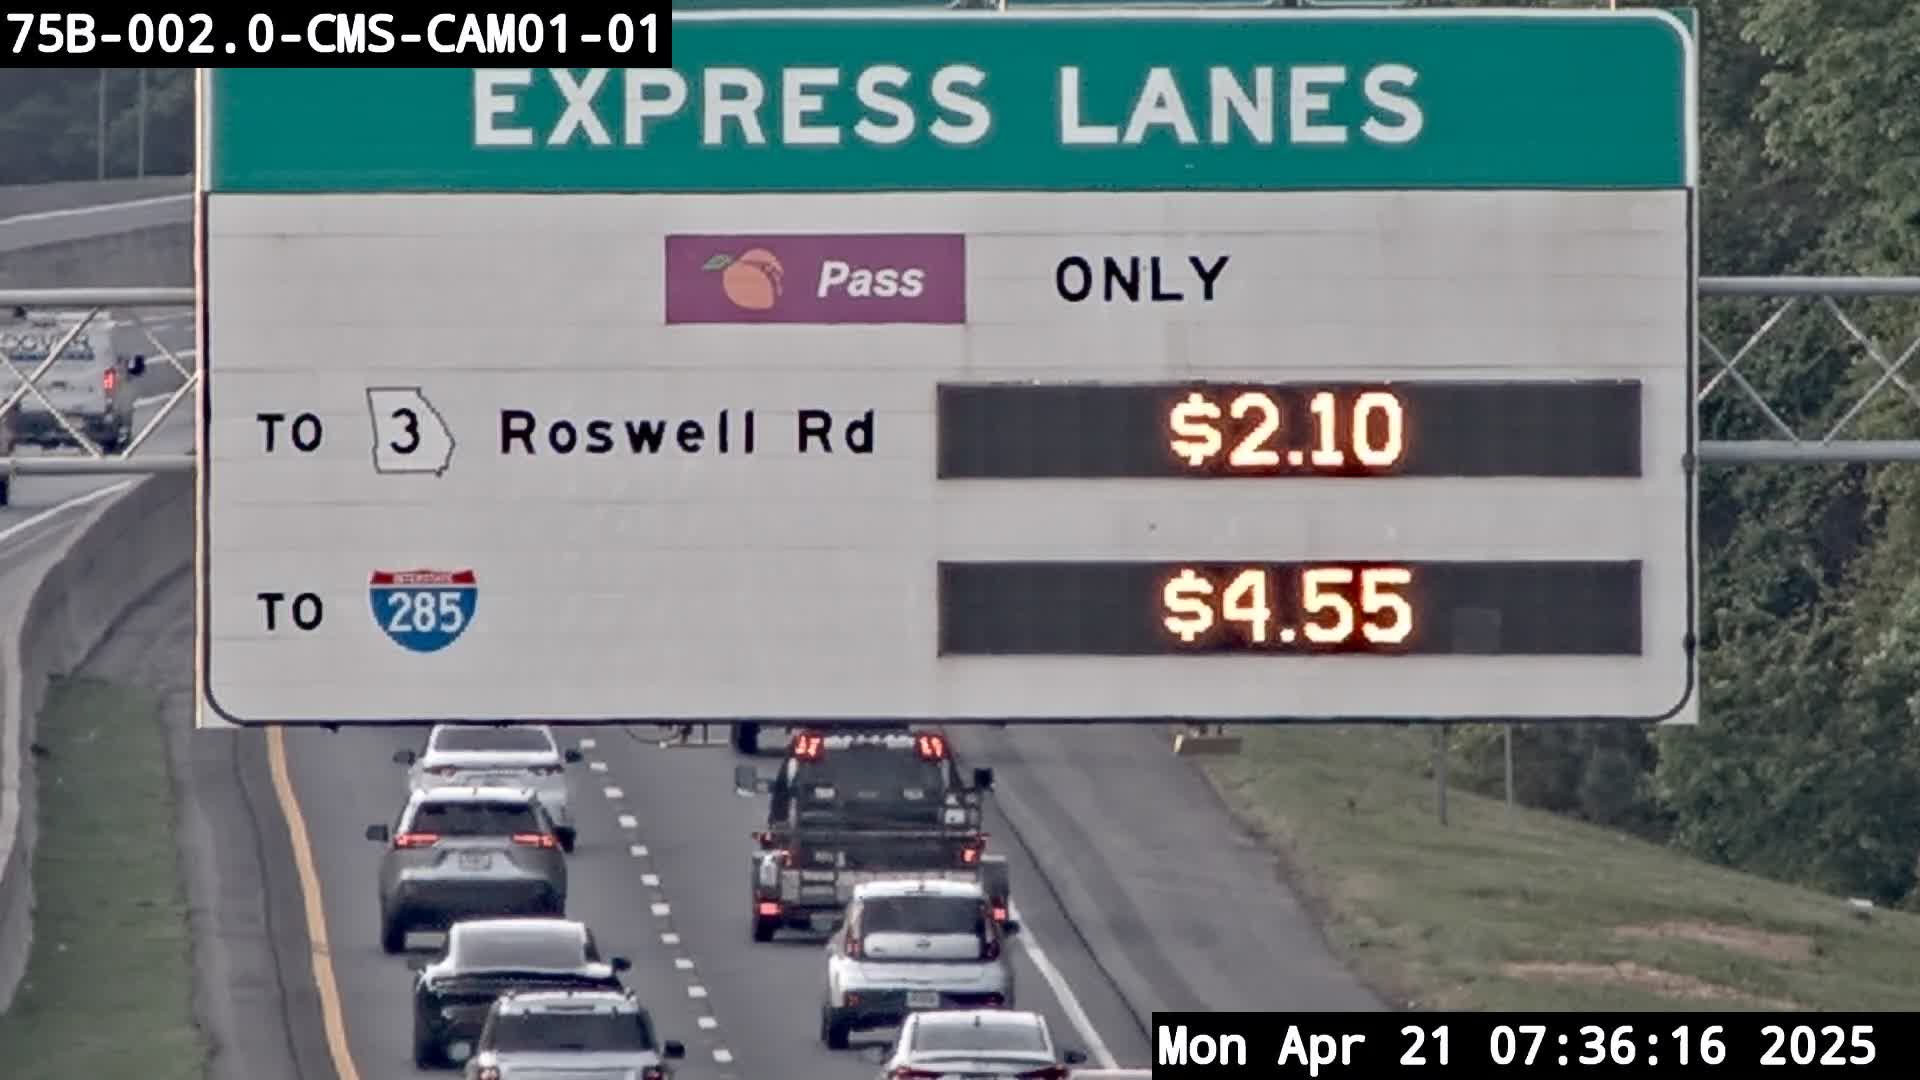 75B-002.0-CMS-CAM01-01
EXPRESS LANES
Pass ONLY
TO 3 Roswell Rd $2.10
TO INTERSTATE 285 $4.55
Mon Apr 21 07:36:16 2025